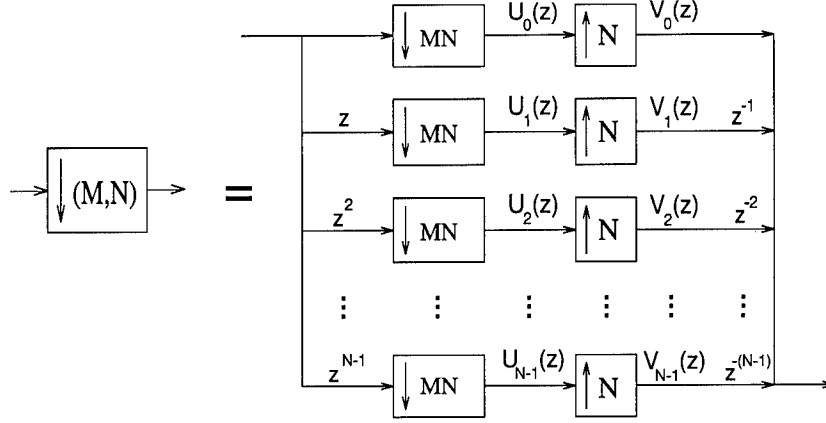 MN U₀(z) N V₀(z)
z MN U₁(z) N V₁(z) z⁻¹
(M,N) =
z² MN U₂(z) N V₂(z) z⁻²
⋮ ⋮ ⋮ ⋮ ⋮ ⋮
z^{N-1} MN U_{N-1}(z) N V_{N-1}(z) z^{-(N-1)}